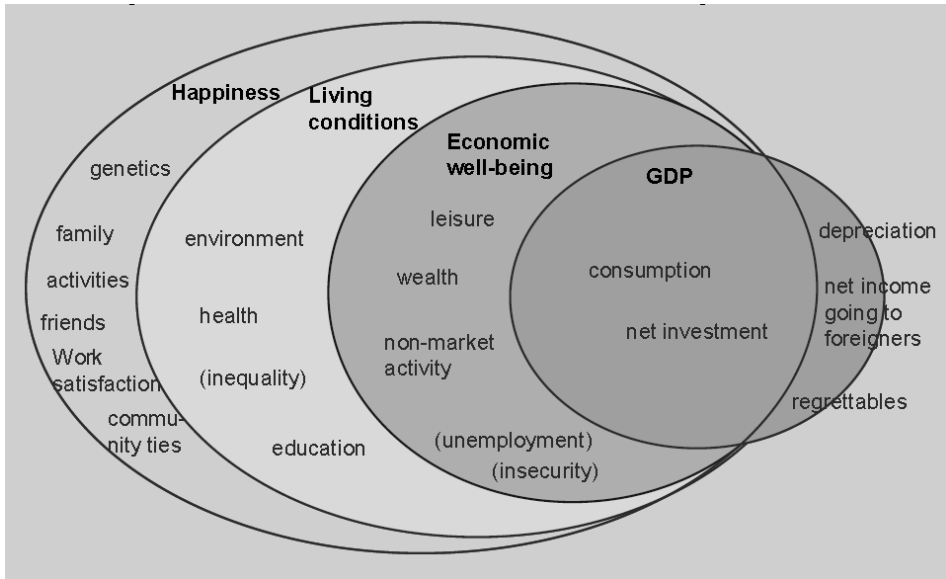 Happiness
Living
conditions
Economic
well-being
GDP
genetics
family
activities
friends
Work
satisfaction
commu-
nity ties
environment
health
(inequality)
education
leisure
wealth
non-market
activity
(unemployment)
(insecurity)
consumption
net investment
depreciation
net income
going to
foreigners
regrettables